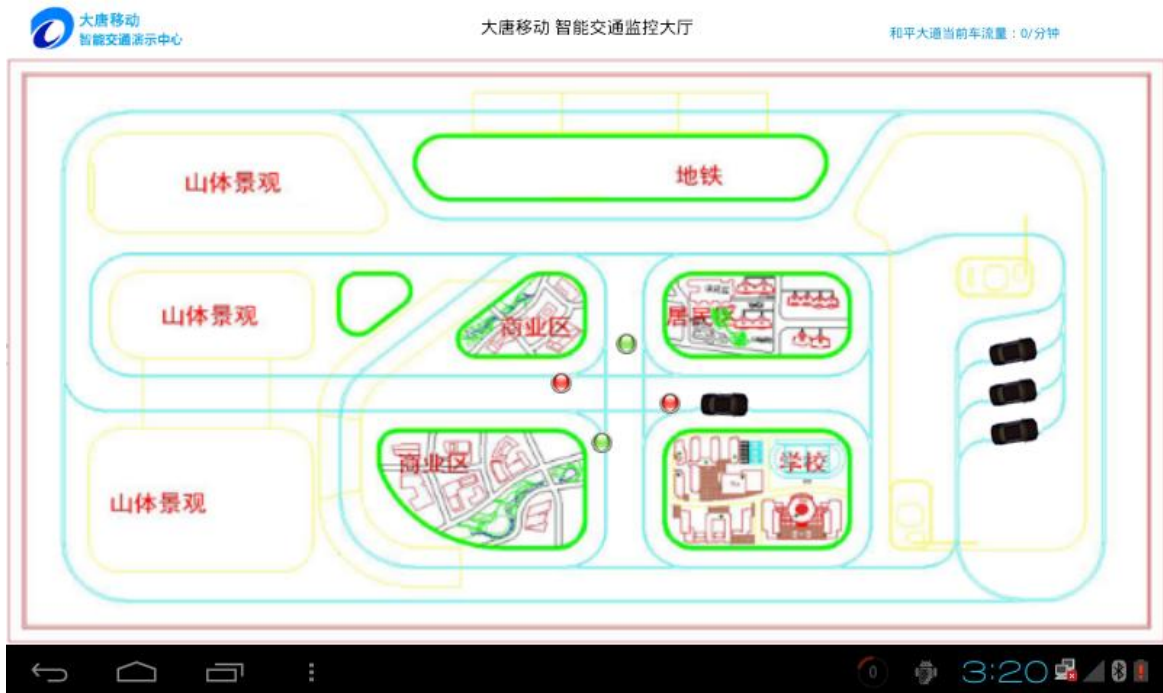 大唐移动
智能交通演示中心
大唐移动 智能交通监控大厅
和平大道当前车流量：0/分钟
山体景观
地铁
山体景观
商业区
居民区
商业区
学校
山体景观
0
3:20